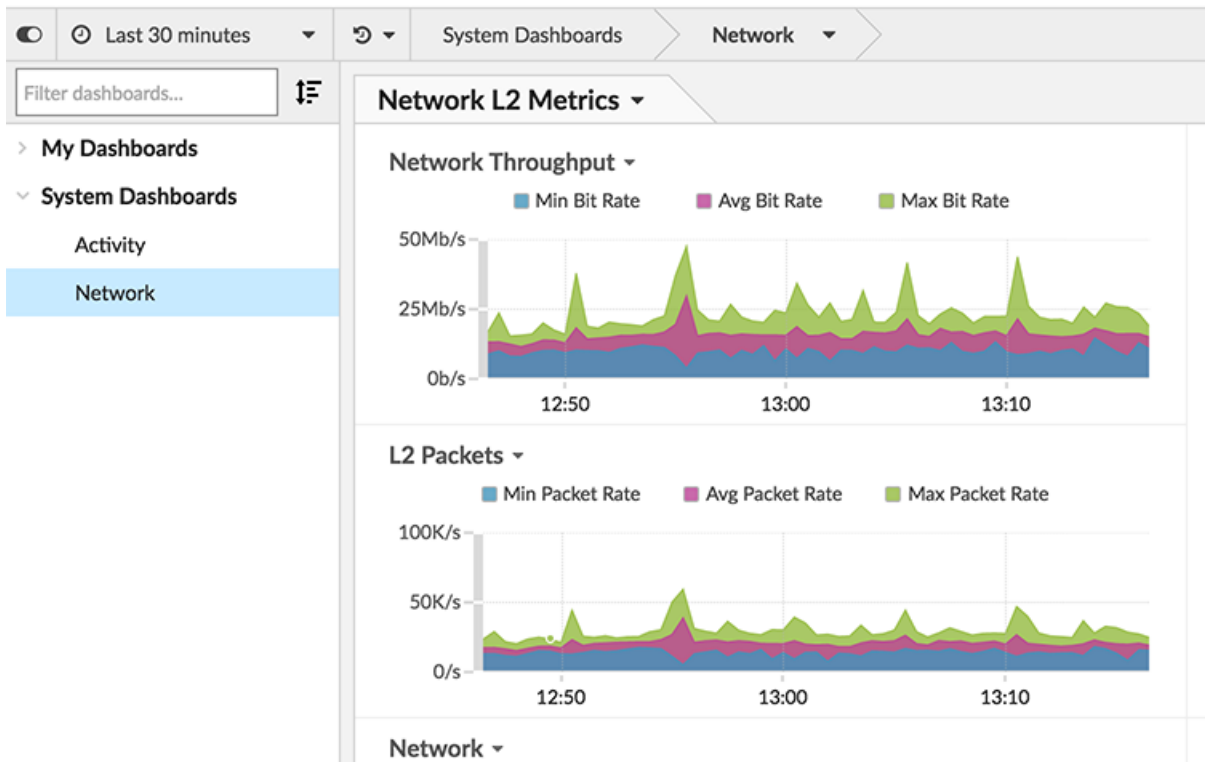 Last 30 minutes
System Dashboards
Network
Filter dashboards...
My Dashboards
System Dashboards
Activity
Network
Network L2 Metrics
Network Throughput
Min Bit Rate Avg Bit Rate Max Bit Rate
50Mb/s
25Mb/s
0b/s
12:50 13:00 13:10
L2 Packets
Min Packet Rate Avg Packet Rate Max Packet Rate
100K/s
50K/s
0/s
12:50 13:00 13:10
Network